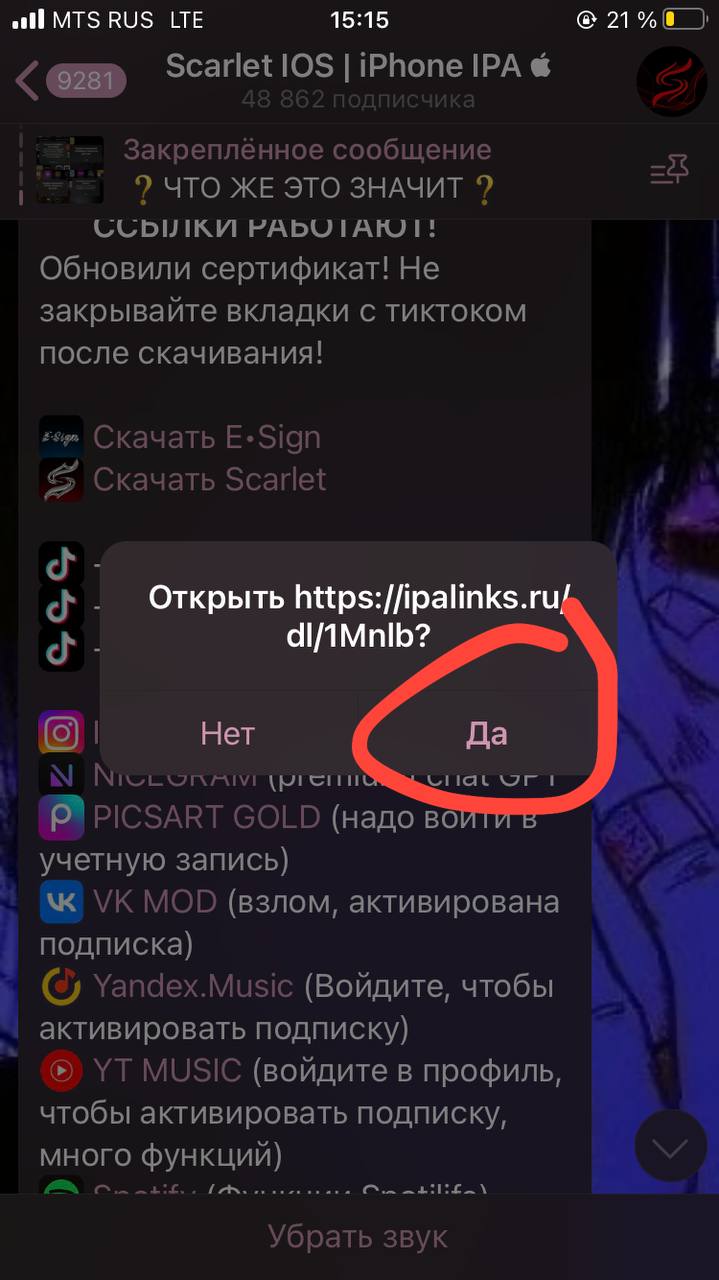 MTS RUS LTE 15:15 21 %
9281 Scarlet IOS | iPhone IPA
48 862 подписчика
Закреплённое сообщение
❓ЧТО ЖЕ ЭТО ЗНАЧИТ❓
ССЫЛКИ РАБОТАЮТ!
Обновили сертификат! Не
закрывайте вкладки с тиктоком
после скачивания!
E-Sign Скачать E•Sign
Скачать Scarlet
-
Открыть https://ipalinks.ru/
-
dl/1Mnlb?
-
Нет Да
NICEGRAM (premium chat GPT
PICSART GOLD (надо войти в
учетную запись)
VK MOD (взлом, активирована
подписка)
Yandex.Music (Войдите, чтобы
активировать подписку)
YT MUSIC (войдите в профиль,
чтобы активировать подписку,
много функций)
Spotify (Функции Spotilife)
Убрать звук